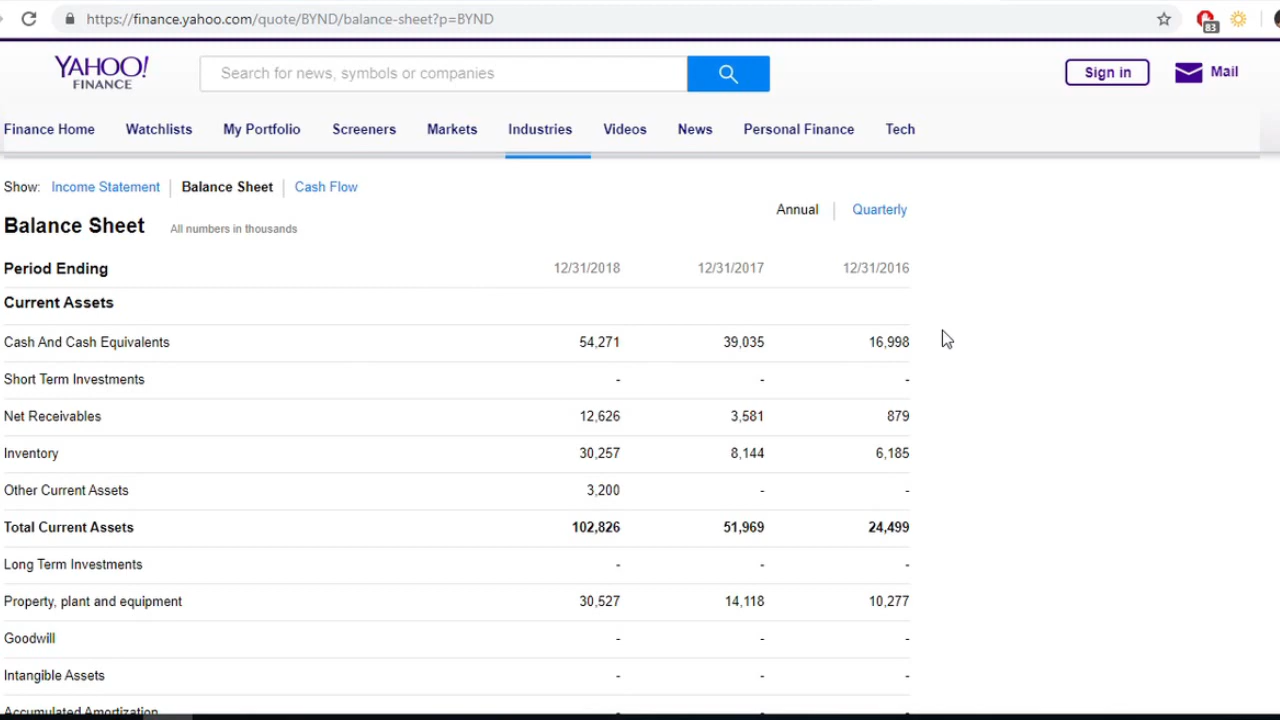 https://finance.yahoo.com/quote/BYND/balance-sheet?p=BYND
83
YAHOO!
FINANCE
Search for news, symbols or companies
Sign in
Mail
Finance Home Watchlists My Portfolio Screeners Markets Industries Videos News Personal Finance Tech
Show: Income Statement | Balance Sheet | Cash Flow
Annual | Quarterly
Balance Sheet All numbers in thousands
Period Ending 12/31/2018 12/31/2017 12/31/2016
Current Assets
Cash And Cash Equivalents 54,271 39,035 16,998
Short Term Investments - - -
Net Receivables 12,626 3,581 879
Inventory 30,257 8,144 6,185
Other Current Assets 3,200 - -
Total Current Assets 102,826 51,969 24,499
Long Term Investments - - -
Property, plant and equipment 30,527 14,118 10,277
Goodwill - - -
Intangible Assets - - -
Accumulated Amortization - - -